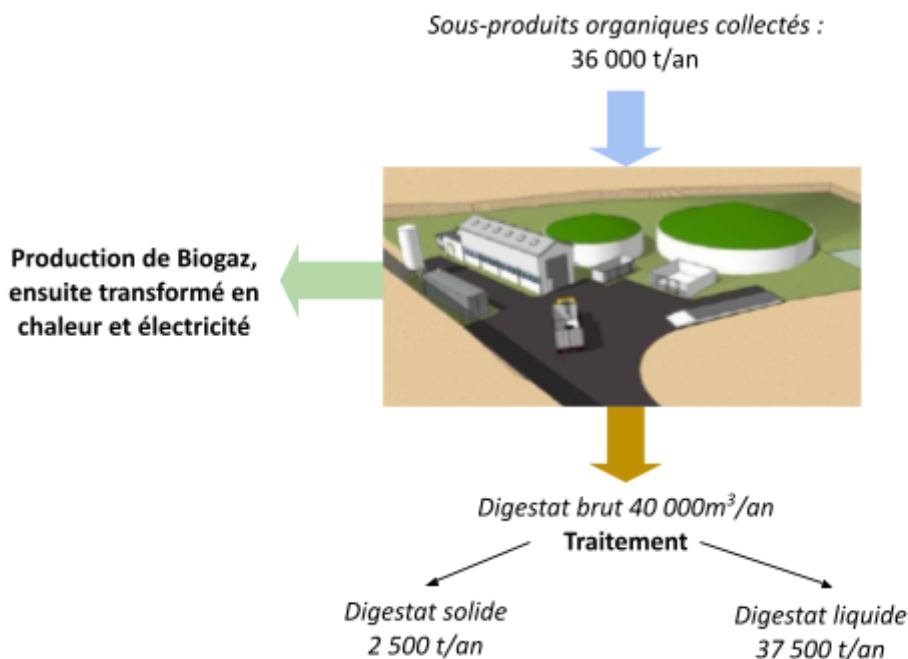 Sous-produits organiques collectés :
36 000 t/an
Production de Biogaz,
ensuite transformé en
chaleur et électricité
Digestat brut 40 000m³/an
Traitement
Digestat solide
2 500 t/an
Digestat liquide
37 500 t/an